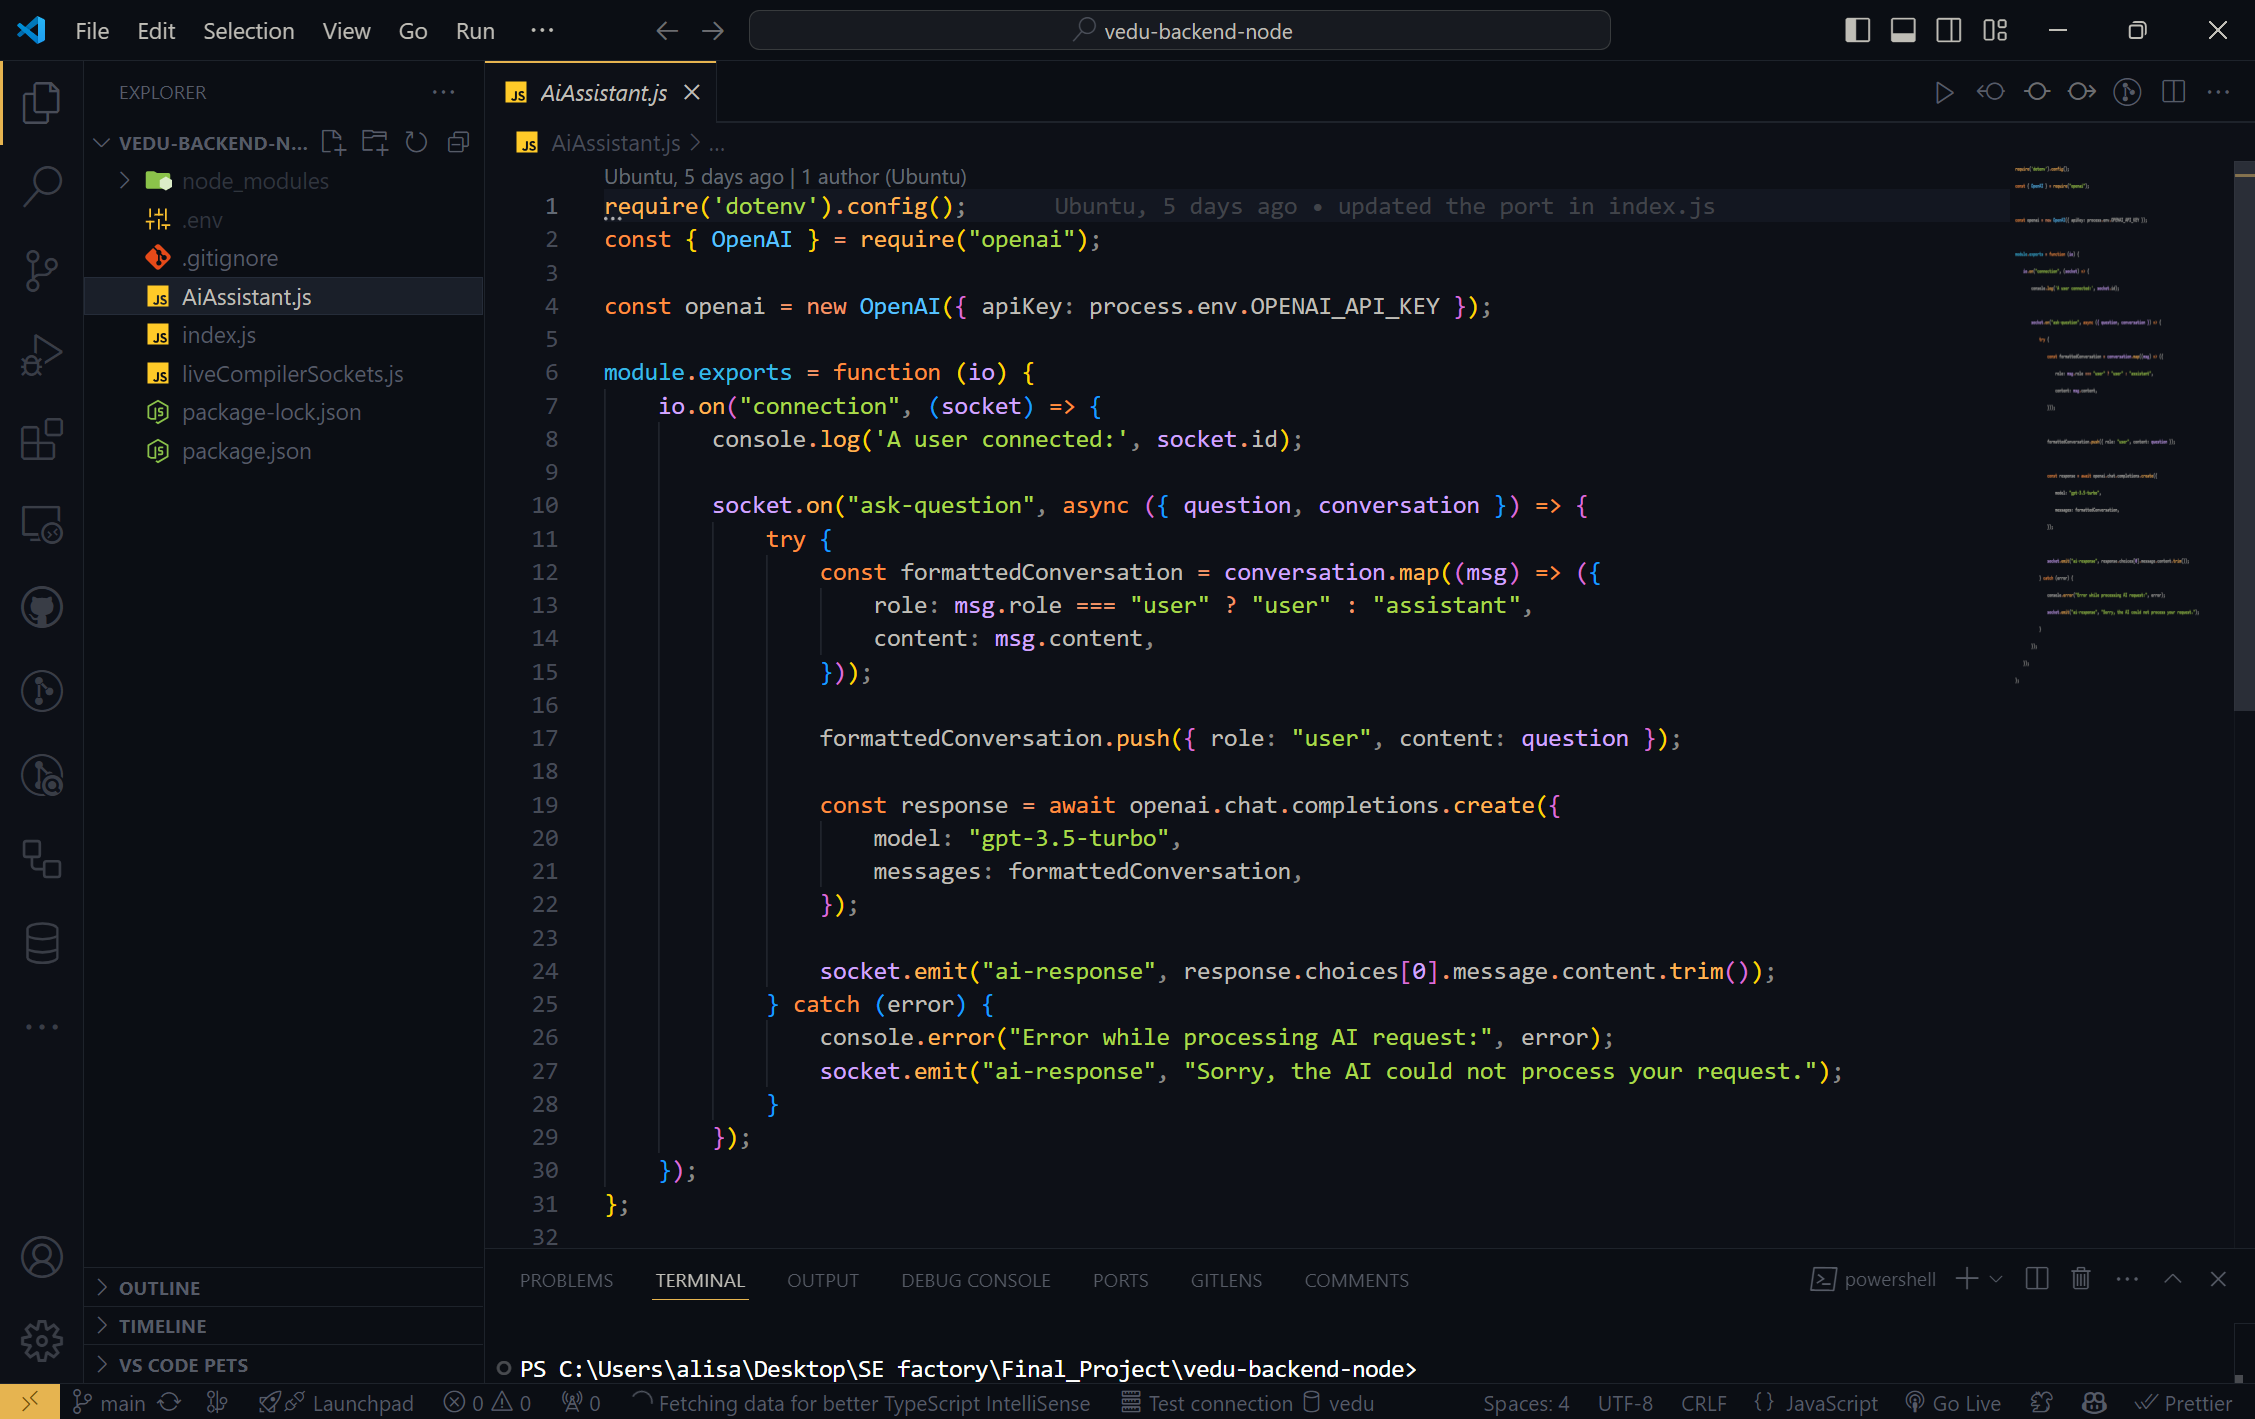 File Edit Selection View Go Run ···
vedu-backend-node
EXPLORER
VEDU-BACKEND-N...
node_modules
.env
.gitignore
AiAssistant.js
index.js
liveCompilerSockets.js
package-lock.json
package.json
OUTLINE
TIMELINE
VS CODE PETS
AiAssistant.js
AiAssistant.js > ...
Ubuntu, 5 days ago | 1 author (Ubuntu)
1 require('dotenv').config(); Ubuntu, 5 days ago • updated the port in index.js
2 const { OpenAI } = require("openai");
3
4 const openai = new OpenAI({ apiKey: process.env.OPENAI_API_KEY });
5
6 module.exports = function (io) {
7     io.on("connection", (socket) => {
8         console.log('A user connected:', socket.id);
9
10         socket.on("ask-question", async ({ question, conversation }) => {
11             try {
12                 const formattedConversation = conversation.map((msg) => ({
13                     role: msg.role === "user" ? "user" : "assistant",
14                     content: msg.content,
15                 }));
16
17                 formattedConversation.push({ role: "user", content: question });
18
19                 const response = await openai.chat.completions.create({
20                     model: "gpt-3.5-turbo",
21                     messages: formattedConversation,
22                 });
23
24                 socket.emit("ai-response", response.choices[0].message.content.trim());
25             } catch (error) {
26                 console.error("Error while processing AI request:", error);
27                 socket.emit("ai-response", "Sorry, the AI could not process your request.");
28             }
29         });
30     });
31 };
32
PROBLEMS TERMINAL OUTPUT DEBUG CONSOLE PORTS GITLENS COMMENTS
powershell
PS C:\Users\alisa\Desktop\SE factory\Final_Project\vedu-backend-node>
main Launchpad 0 0 0 Fetching data for better TypeScript IntelliSense Test connection vedu Spaces: 4 UTF-8 CRLF {} JavaScript Go Live Prettier